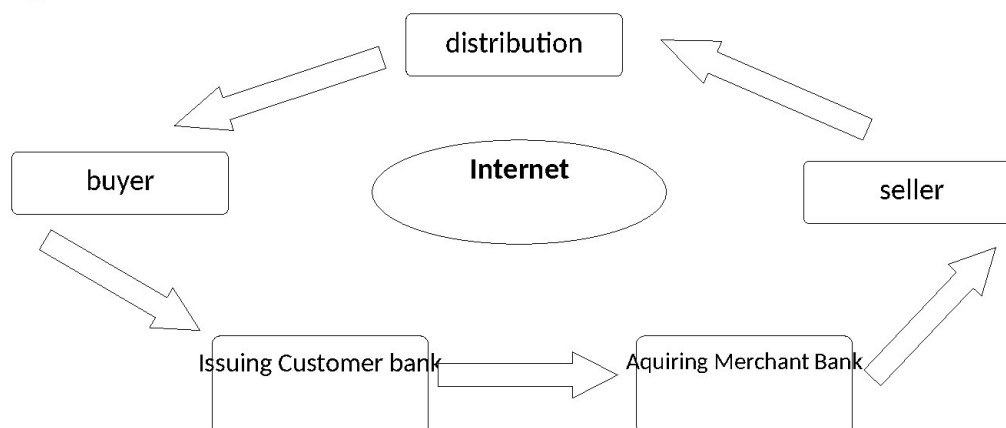 distribution
Internet
buyer
seller
Issuing Customer bank
Aquiring Merchant Bank